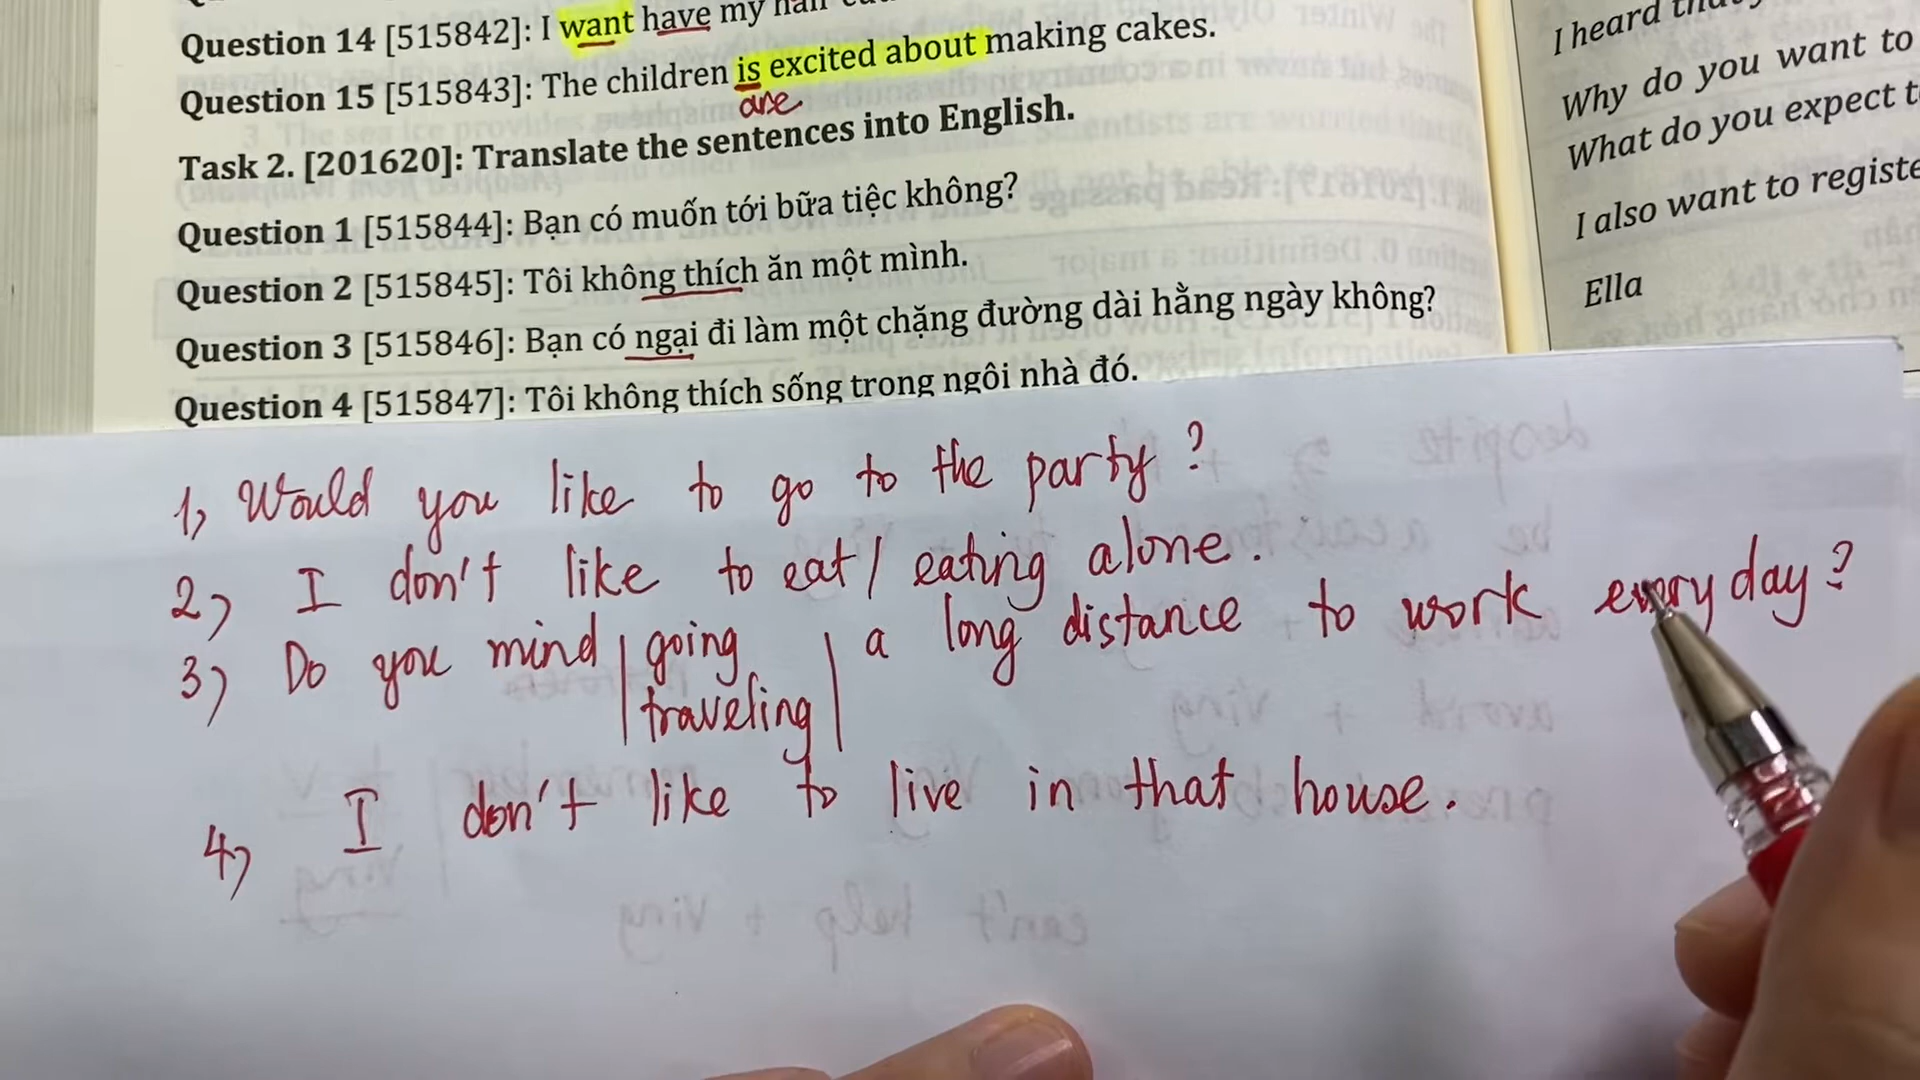 Question 14 [515842]: I want have my hair
Question 15 [515843]: The children is excited about making cakes.
are
Task 2. [201620]: Translate the sentences into English.
Question 1 [515844]: Bạn có muốn tới bữa tiệc không?
Question 2 [515845]: Tôi không thích ăn một mình.
Question 3 [515846]: Bạn có ngại đi làm một chặng đường dài hằng ngày không?
Question 4 [515847]: Tôi không thích sống trong ngôi nhà đó.
I heard
Why do you want to
What do you expect
I also want to
Ella
1) Would you like to go to the party?
2) I don't like to eat / eating alone.
3) Do you mind | going | a long distance to work everyday?
traveling
4) I don't like to live in that house.